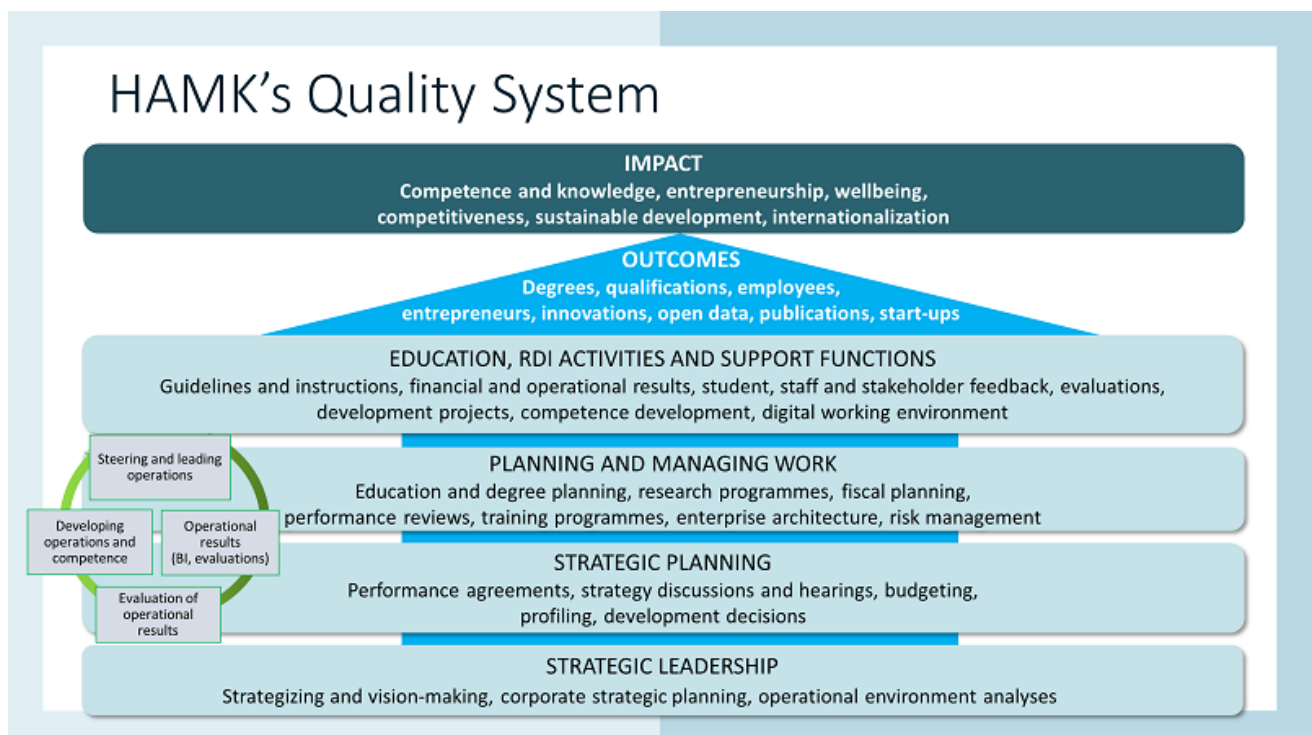 HAMK’s Quality System
IMPACT
Competence and knowledge, entrepreneurship, wellbeing,
competitiveness, sustainable development, internationalization
OUTCOMES
Degrees, qualifications, employees,
entrepreneurs, innovations, open data, publications, start-ups
EDUCATION, RDI ACTIVITIES AND SUPPORT FUNCTIONS
Guidelines and instructions, financial and operational results, student, staff and stakeholder feedback, evaluations,
development projects, competence development, digital working environment
Steering and leading
operations
Developing
operations and
competence
Operational
results
(BI, evaluations)
Evaluation of
operational
results
PLANNING AND MANAGING WORK
Education and degree planning, research programmes, fiscal planning,
performance reviews, training programmes, enterprise architecture, risk management
STRATEGIC PLANNING
Performance agreements, strategy discussions and hearings, budgeting,
profiling, development decisions
STRATEGIC LEADERSHIP
Strategizing and vision-making, corporate strategic planning, operational environment analyses